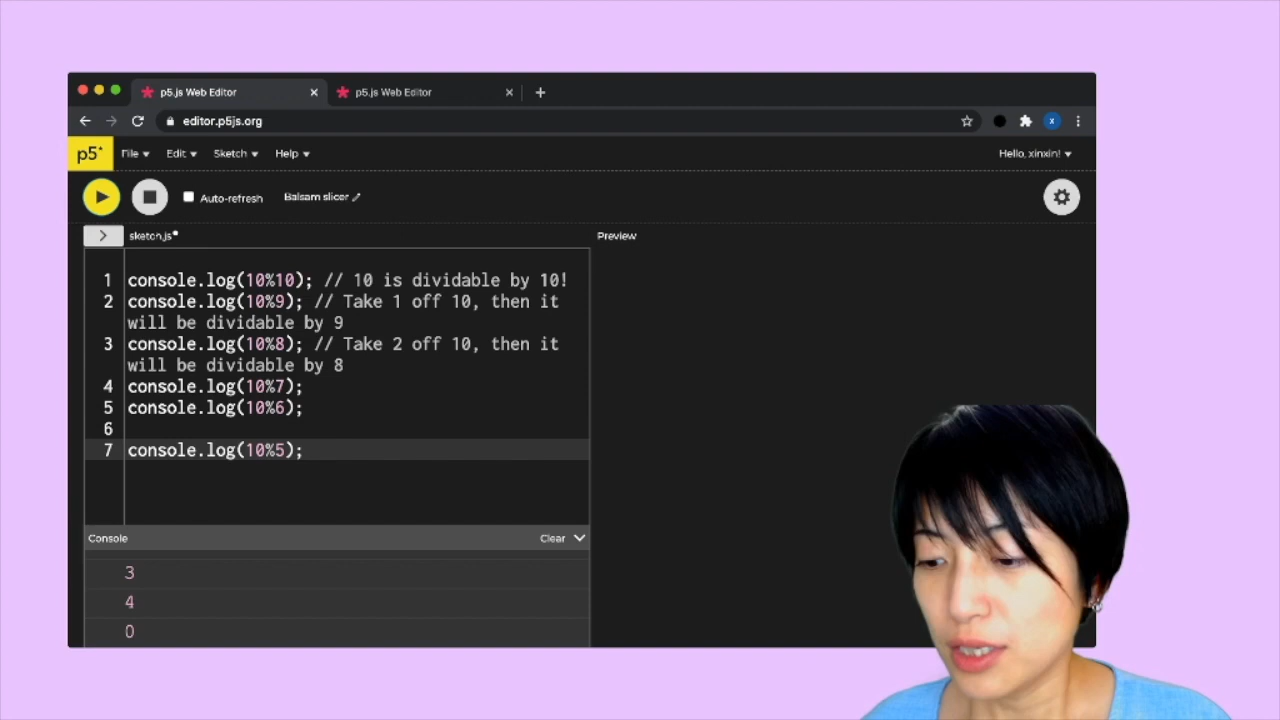 p5.js Web Editor
p5.js Web Editor
editor.p5js.org
x
p5*
File
Edit
Sketch
Help
Hello, xinxin!
Auto-refresh
Balsam slicer
sketch.js
Preview
1 console.log(10%10); // 10 is dividable by 10!
2 console.log(10%9); // Take 1 off 10, then it
will be dividable by 9
3 console.log(10%8); // Take 2 off 10, then it
will be dividable by 8
4 console.log(10%7);
5 console.log(10%6);
6
7 console.log(10%5);
Console
Clear
3
4
0